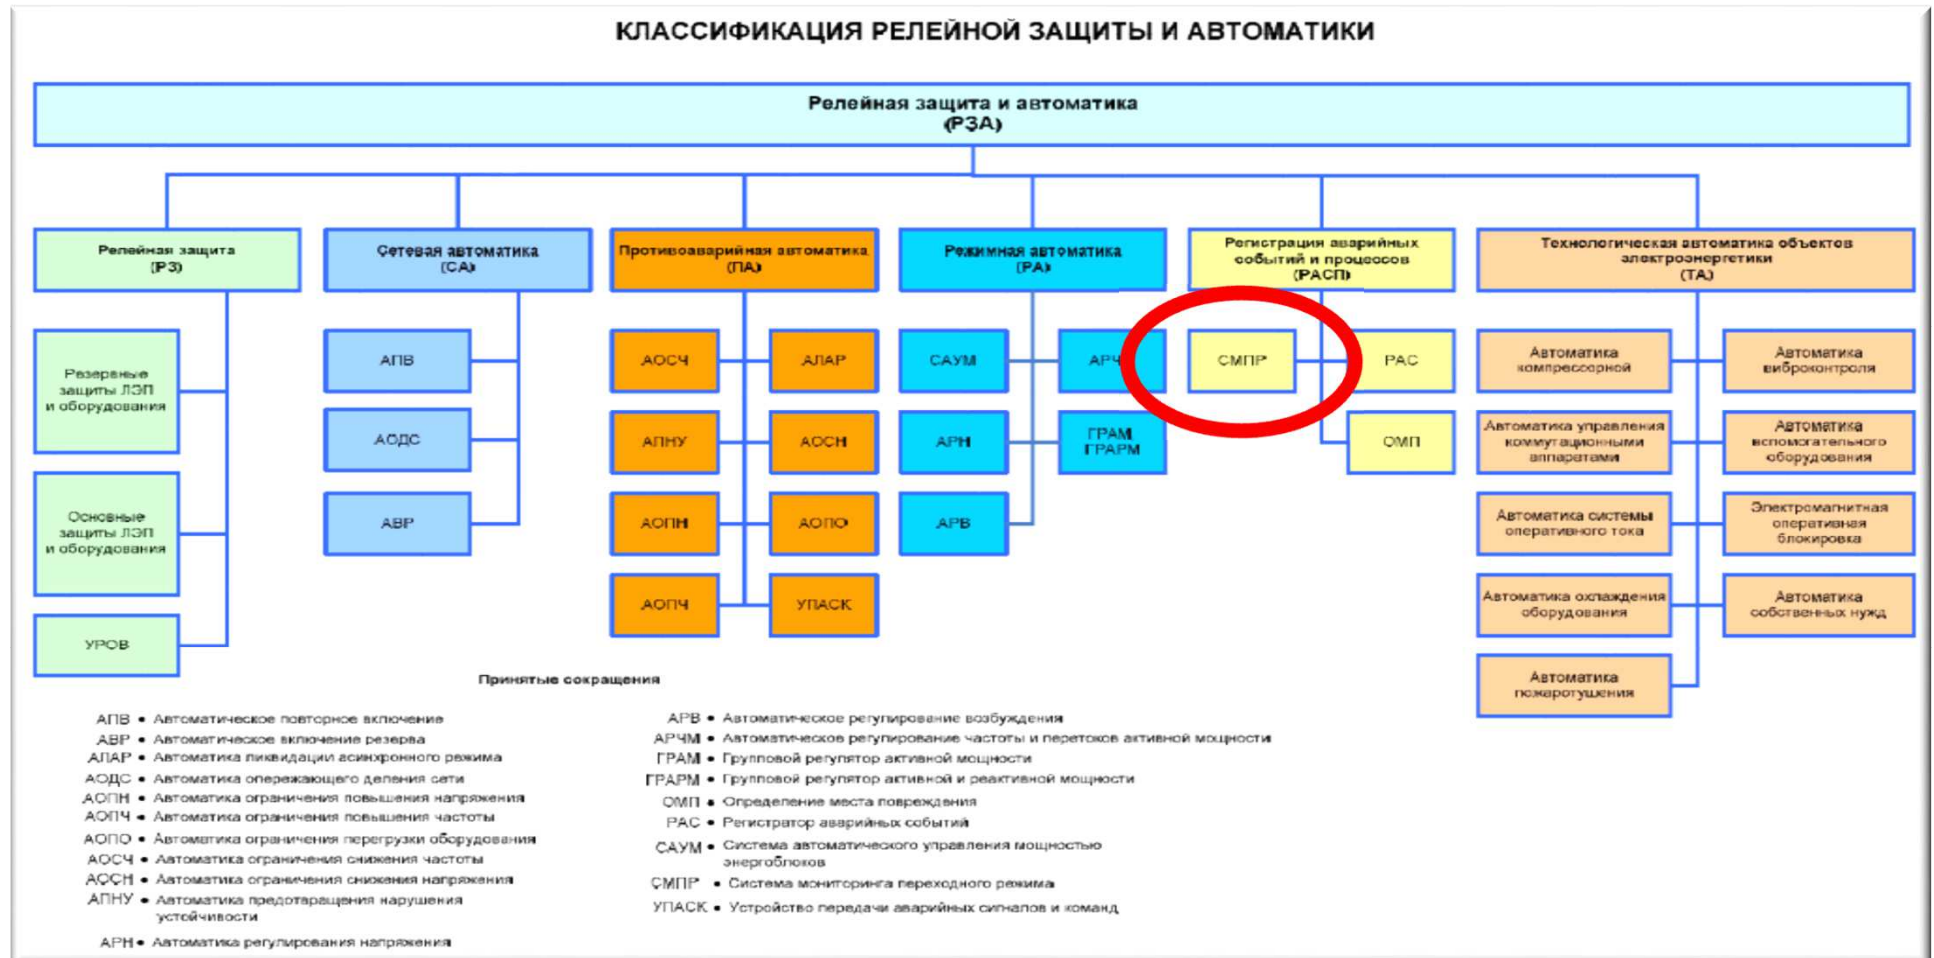 КЛАССИФИКАЦИЯ РЕЛЕЙНОЙ ЗАЩИТЫ И АВТОМАТИКИ
Релейная защита и автоматика
(РЗА)
Релейная защита
(РЗ)
Сетевая автоматика
(СА)
Противоаварийная автоматика
(ПА)
Режимная автоматика
(РА)
Регистрация аварийных
событий и процессов
(РАСП)
Технологическая автоматика объектов
электроэнергетики
(ТА)
Резервные
защиты ЛЭП
и оборудования
Основные
защиты ЛЭП
и оборудования
УРОВ
АПВ
АОДС
АВР
АОСЧ
АЛАР
АПНУ
АОСН
АОПН
АОПО
АОПЧ
УПАСК
САУМ
АРЧ
АРН
ГРАМ
ГРАРМ
АРВ
СМПР
РАС
ОМП
Автоматика
компрессорной
Автоматика
виброконтроля
Автоматика управления
коммутационными
аппаратами
Автоматика
вспомогательного
оборудования
Автоматика системы
оперативного тока
Электромагнитная
оперативная
блокировка
Автоматика охлаждения
оборудования
Автоматика
собственных нужд
Автоматика
пожаротушения
Принятые сокращения
АПВ • Автоматическое повторное включение
АВР • Автоматическое включение резерва
АЛАР • Автоматика ликвидации асинхронного режима
АОДС • Автоматика опережающего деления сети
АОПН • Автоматика ограничения повышения напряжения
АОПЧ • Автоматика ограничения повышения частоты
АОПО • Автоматика ограничения перегрузки оборудования
АОСЧ • Автоматика ограничения снижения частоты
АОСН • Автоматика ограничения снижения напряжения
АПНУ • Автоматика предотвращения нарушения
устойчивости
АРН • Автоматика регулирования напряжения
АРВ • Автоматическое регулирование возбуждения
АРЧМ • Автоматическое регулирование частоты и перетоков активной мощности
ГРАМ • Групповой регулятор активной мощности
ГРАРМ • Групповой регулятор активной и реактивной мощности
ОМП • Определение места повреждения
РАС • Регистратор аварийных событий
САУМ • Система автоматического управления мощностью
энергоблоков
СМПР • Система мониторинга переходного режима
УПАСК • Устройство передачи аварийных сигналов и команд